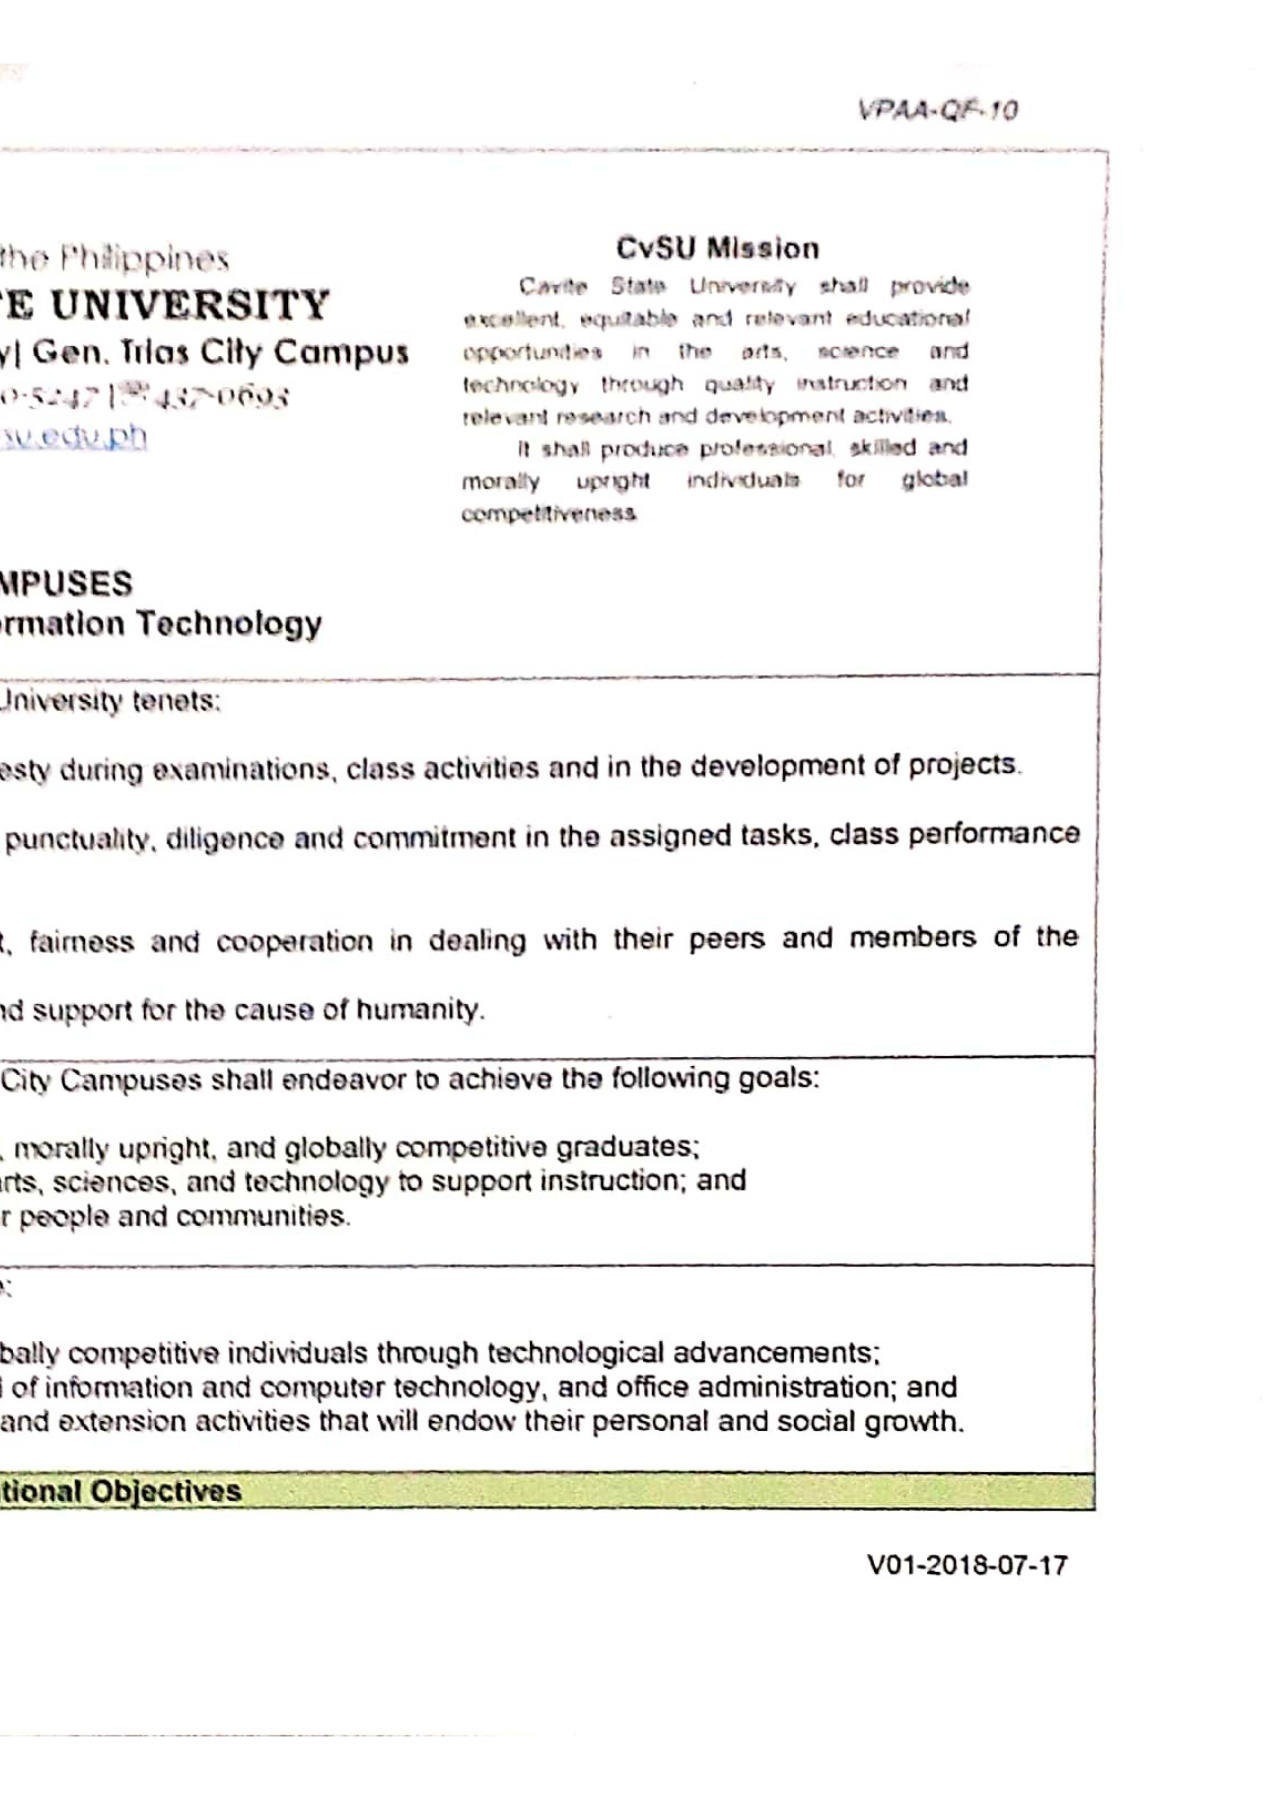 VPAA-QF-10
the Philippines
TE UNIVERSITY
y| Gen. Trias City Campus
0-5247 | 437-0693
su.edu.ph
CvSU Mission
Cavite State University shall provide
excellent, equitable and relevant educational
opportunities in the arts, science and
technology through quality instruction and
relevant research and development activities.
It shall produce professional, skilled and
morally upright individuals for global
competitiveness
MPUSES
ormation Technology
University tenets:
esty during examinations, class activities and in the development of projects.
punctuality, diligence and commitment in the assigned tasks, class performance
t, fairness and cooperation in dealing with their peers and members of the
nd support for the cause of humanity.
City Campuses shall endeavor to achieve the following goals:
, morally upright, and globally competitive graduates;
arts, sciences, and technology to support instruction; and
r people and communities.
e:
bally competitive individuals through technological advancements;
l of information and computer technology, and office administration; and
and extension activities that will endow their personal and social growth.
tional Objectives
V01-2018-07-17